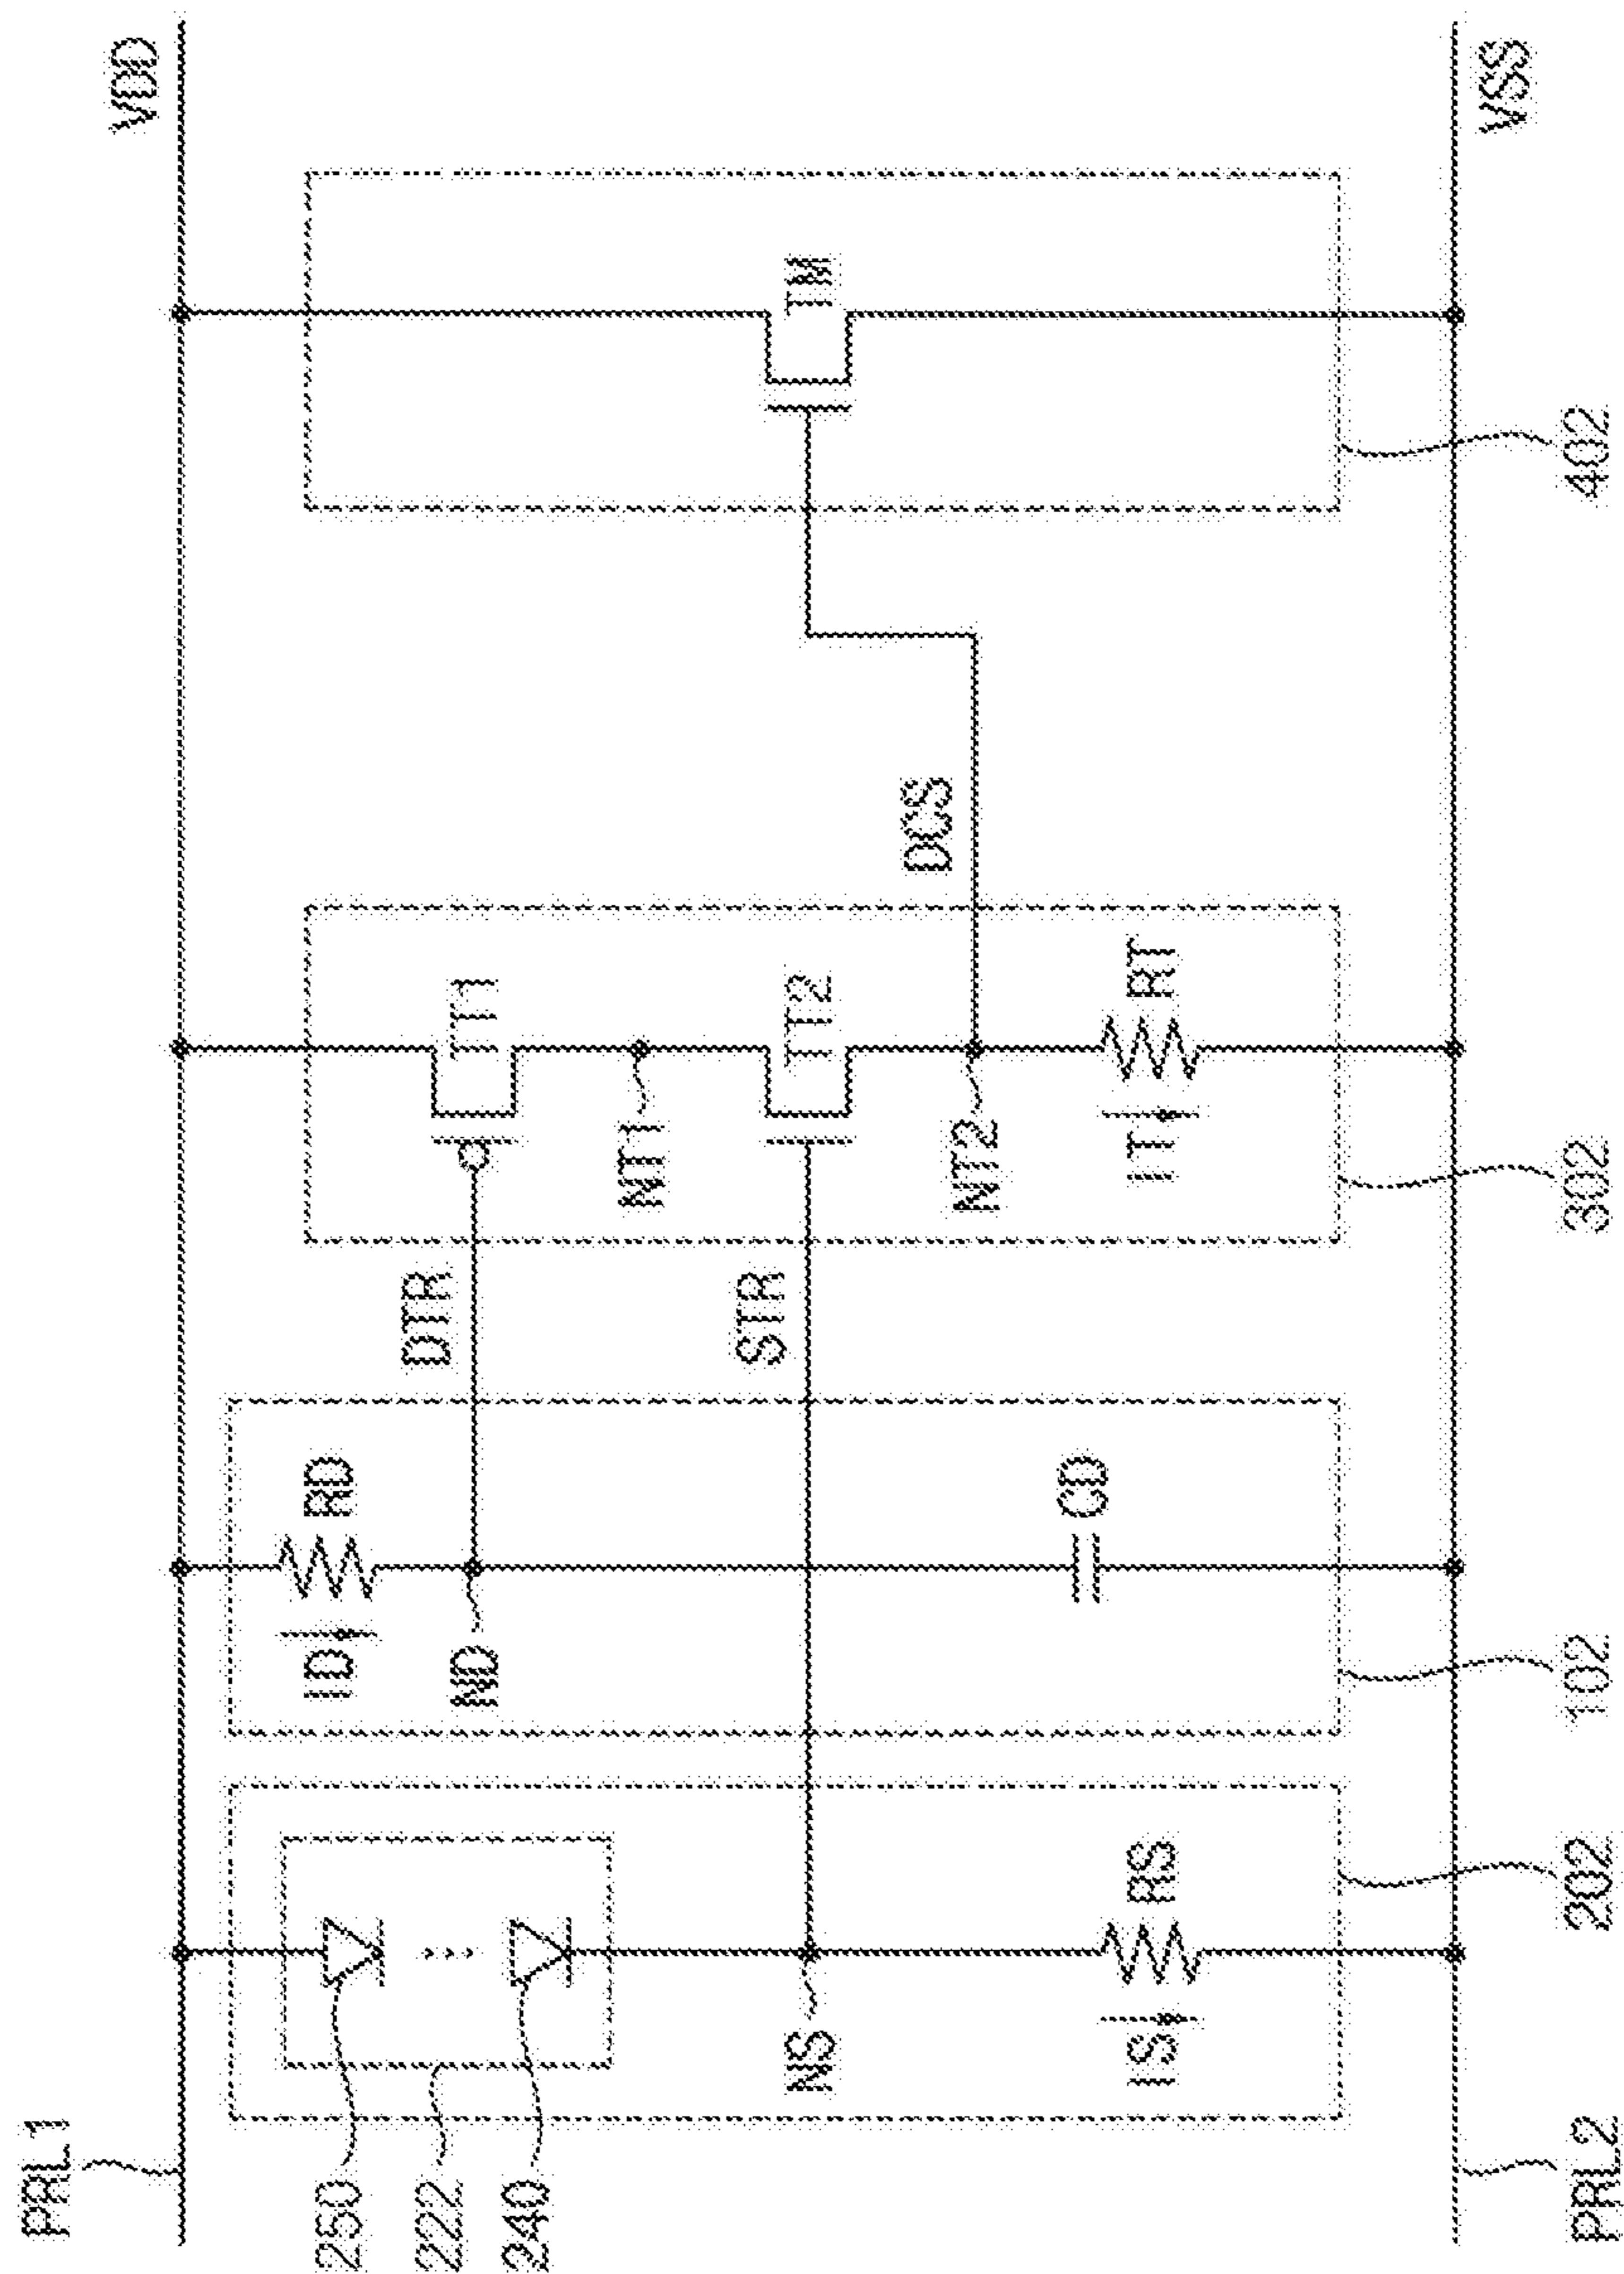 PRL1
VDD
250
222
240
ID
RD
ND
DTR
TT1
NT1
TM
NS
STR
TT2
DCS
NT2
CD
IS
RS
IT
RT
PRL2
VSS
202
102
302
402